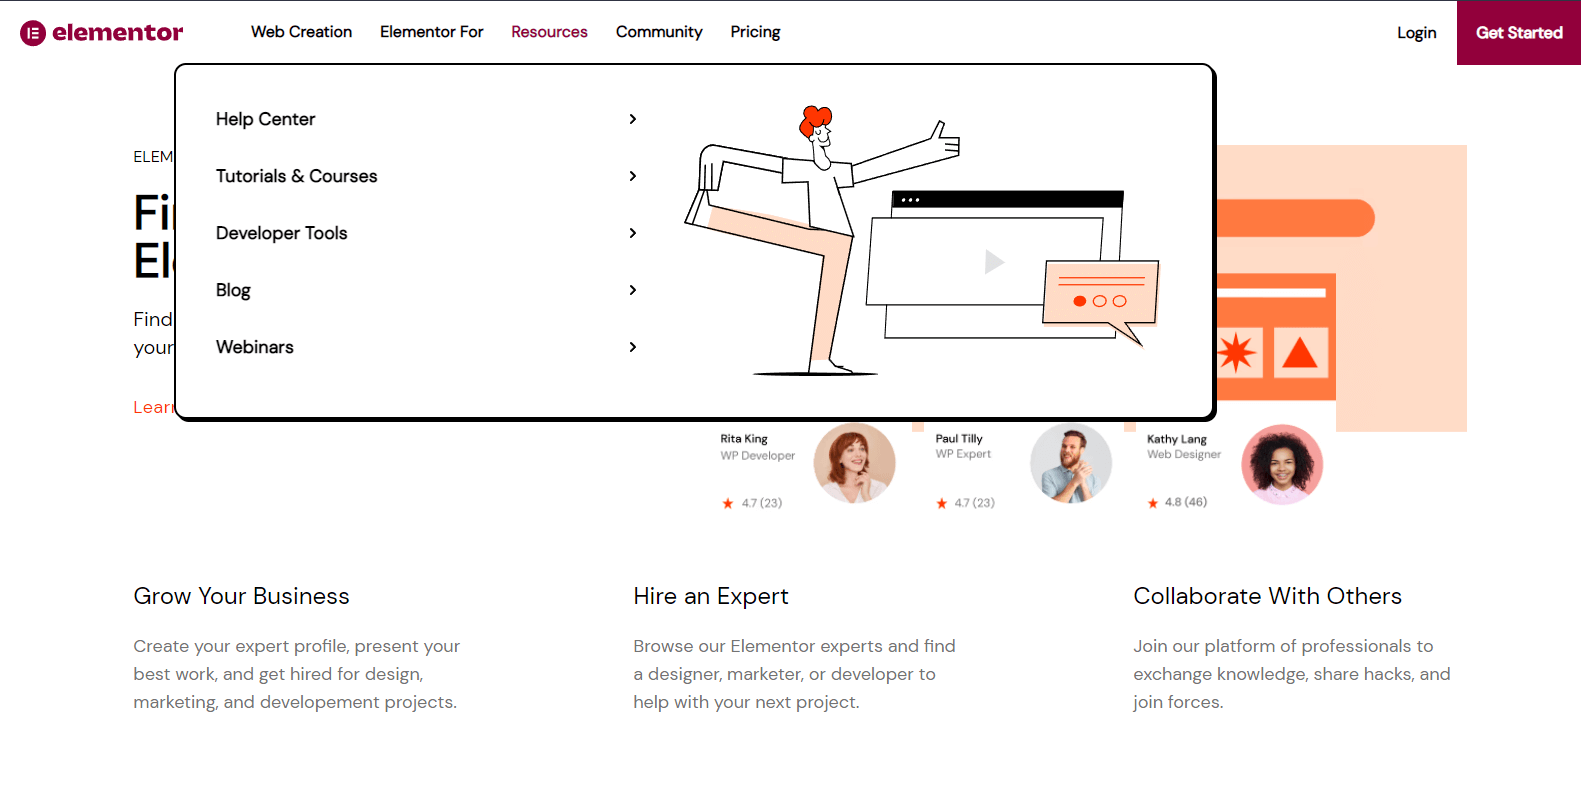 elementor
Web Creation
Elementor For
Resources
Community
Pricing
Login
Get Started
Help Center
Tutorials & Courses
Developer Tools
Blog
Webinars
Find
your
Rita King
WP Developer
4.7 (23)
Paul Tilly
WP Expert
4.7 (23)
Kathy Lang
Web Designer
4.8 (46)
Grow Your Business
Create your expert profile, present your
best work, and get hired for design,
marketing, and developement projects.
Hire an Expert
Browse our Elementor experts and find
a designer, marketer, or developer to
help with your next project.
Collaborate With Others
Join our platform of professionals to
exchange knowledge, share hacks, and
join forces.